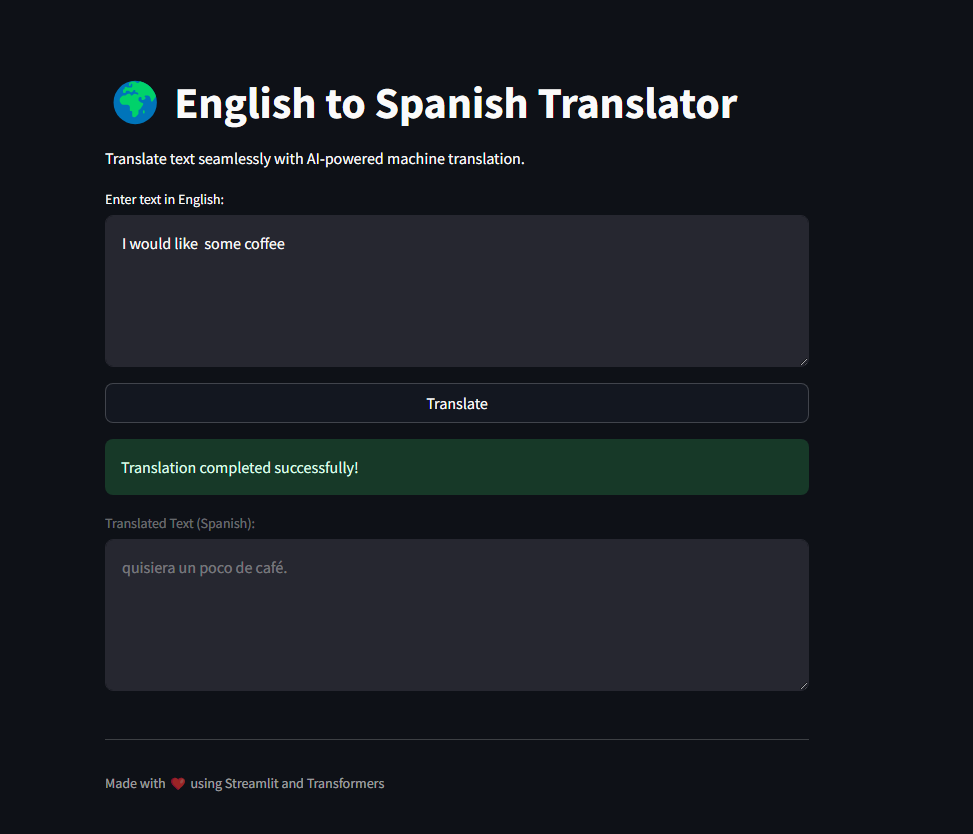 English to Spanish Translator
Translate text seamlessly with AI-powered machine translation.
Enter text in English:
I would like  some coffee
Translate
Translation completed successfully!
Translated Text (Spanish):
quisiera un poco de café.
Made with ❤️ using Streamlit and Transformers